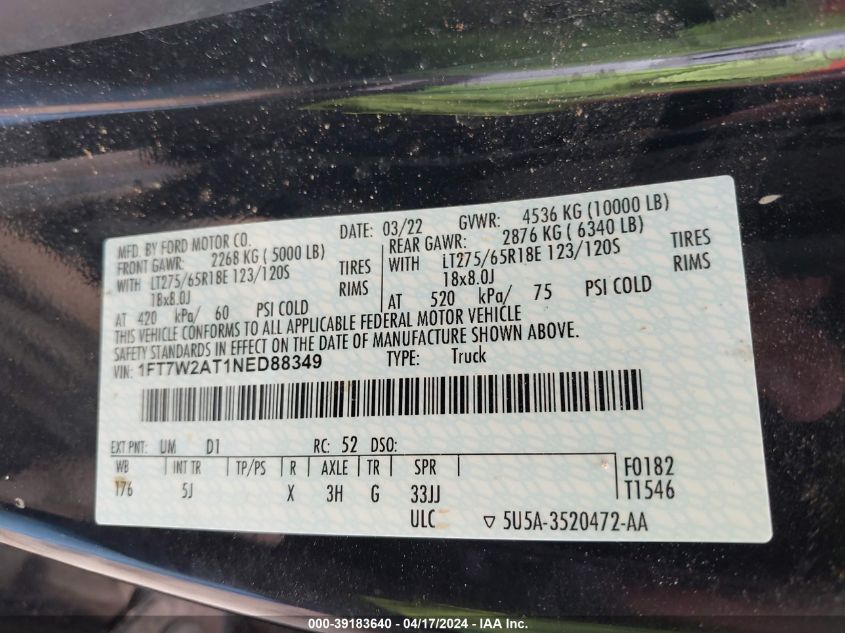 MFD. BY FORD MOTOR CO.
DATE: 03/22 GVWR: 4536 KG (10000 LB)
FRONT GAWR: 2268 KG ( 5000 LB)
WITH LT275/65R18E 123/120S TIRES
18x8.0J RIMS
AT 420 kPa/ 60 PSI COLD
REAR GAWR: 2876 KG ( 6340 LB)
WITH LT275/65R18E 123/120S TIRES
18x8.0J RIMS
AT 520 kPa/ 75 PSI COLD
THIS VEHICLE CONFORMS TO ALL APPLICABLE FEDERAL MOTOR VEHICLE
SAFETY STANDARDS IN EFFECT ON THE DATE OF MANUFACTURE SHOWN ABOVE.
VIN: 1FT7W2AT1NED88349 TYPE: Truck
EXT PNT: UM D1 RC: 52 DSO:
WB INT TR TP/PS R AXLE TR SPR F0182
176 5J X 3H G 33JJ T1546
ULC ▽ 5U5A-3520472-AA
000-39183640 - 04/17/2024 - IAA Inc.